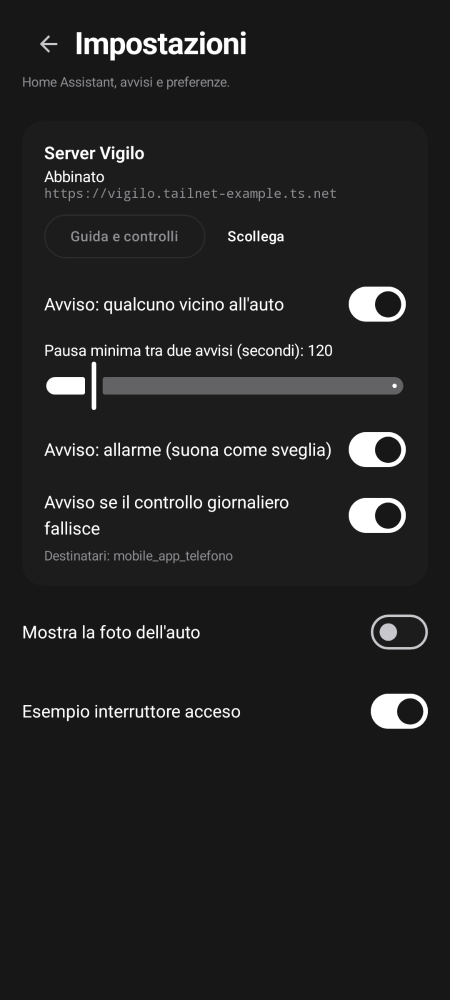 Impostazioni
Home Assistant, avvisi e preferenze.
Server Vigilo
Abbinato
https://vigilo.tailnet-example.ts.net
Guida e controlli
Scollega
Avviso: qualcuno vicino all'auto
Pausa minima tra due avvisi (secondi): 120
Avviso: allarme (suona come sveglia)
Avviso se il controllo giornaliero
fallisce
Destinatari: mobile_app_telefono
Mostra la foto dell'auto
Esempio interruttore acceso